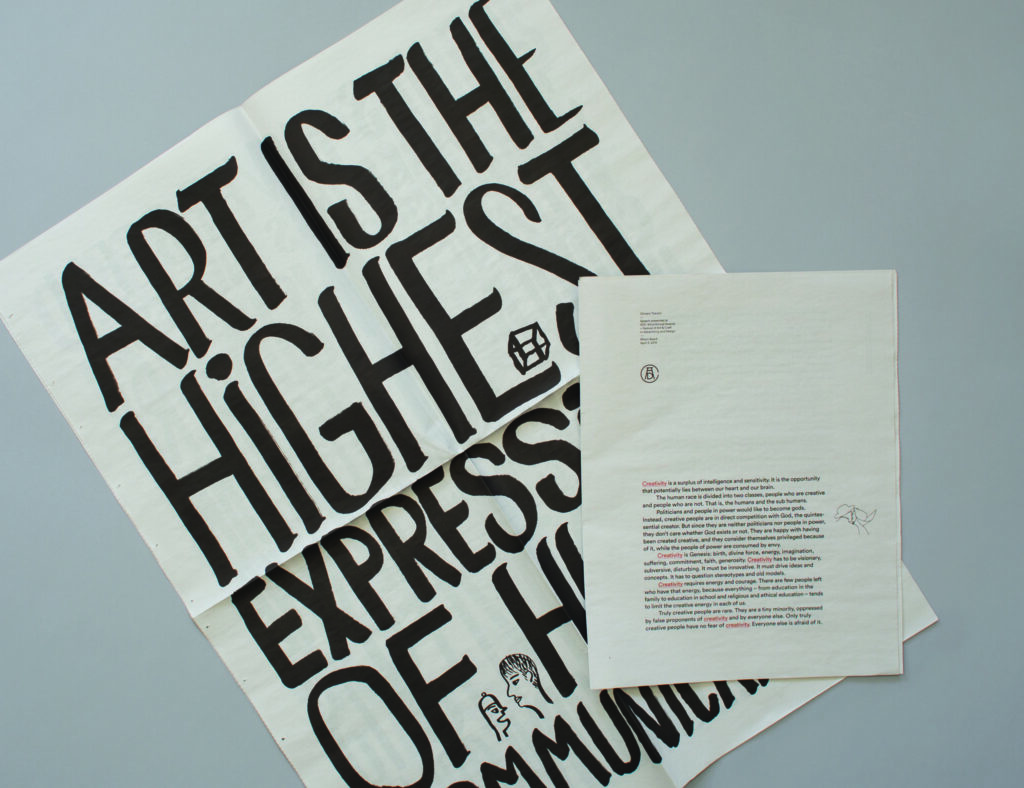 ART IS THE
HiGHEST
EXPRESS
OF HU
OMMUNICA
Oliviero Toscani
Creativity is a surplus of intelligence and sensitivity. It is the opportunity
that potentially lies between our heart and our brain.
The human race is divided into two classes, people who are creative
and people who are not. That is, the humans and the sub humans.
Politicians and people in power would like to become gods.
Instead, creative people are in direct competition with God, the quintes-
sential creator. But since they are neither politicians nor people in power,
they don't care whether God exists or not. They are happy with having
been created creative, and they consider themselves privileged because
of it, while the people of power are consumed by envy.
Creativity is Genesis: birth, divine force, energy, imagination,
suffering, commitment, faith, generosity. Creativity has to be visionary,
subversive, disturbing. It must be innovative. It must drive ideas and
concepts. It has to question stereotypes and old models.
Creativity requires energy and courage. There are few people left
who have that energy, because everything – from education in the
family to education in school and religious and ethical education – tends
to limit the creative energy in each of us.
Truly creative people are rare. They are a tiny minority, oppressed
by false proponents of creativity and by everyone else. Only truly
creative people have no fear of creativity. Everyone else is afraid of it.